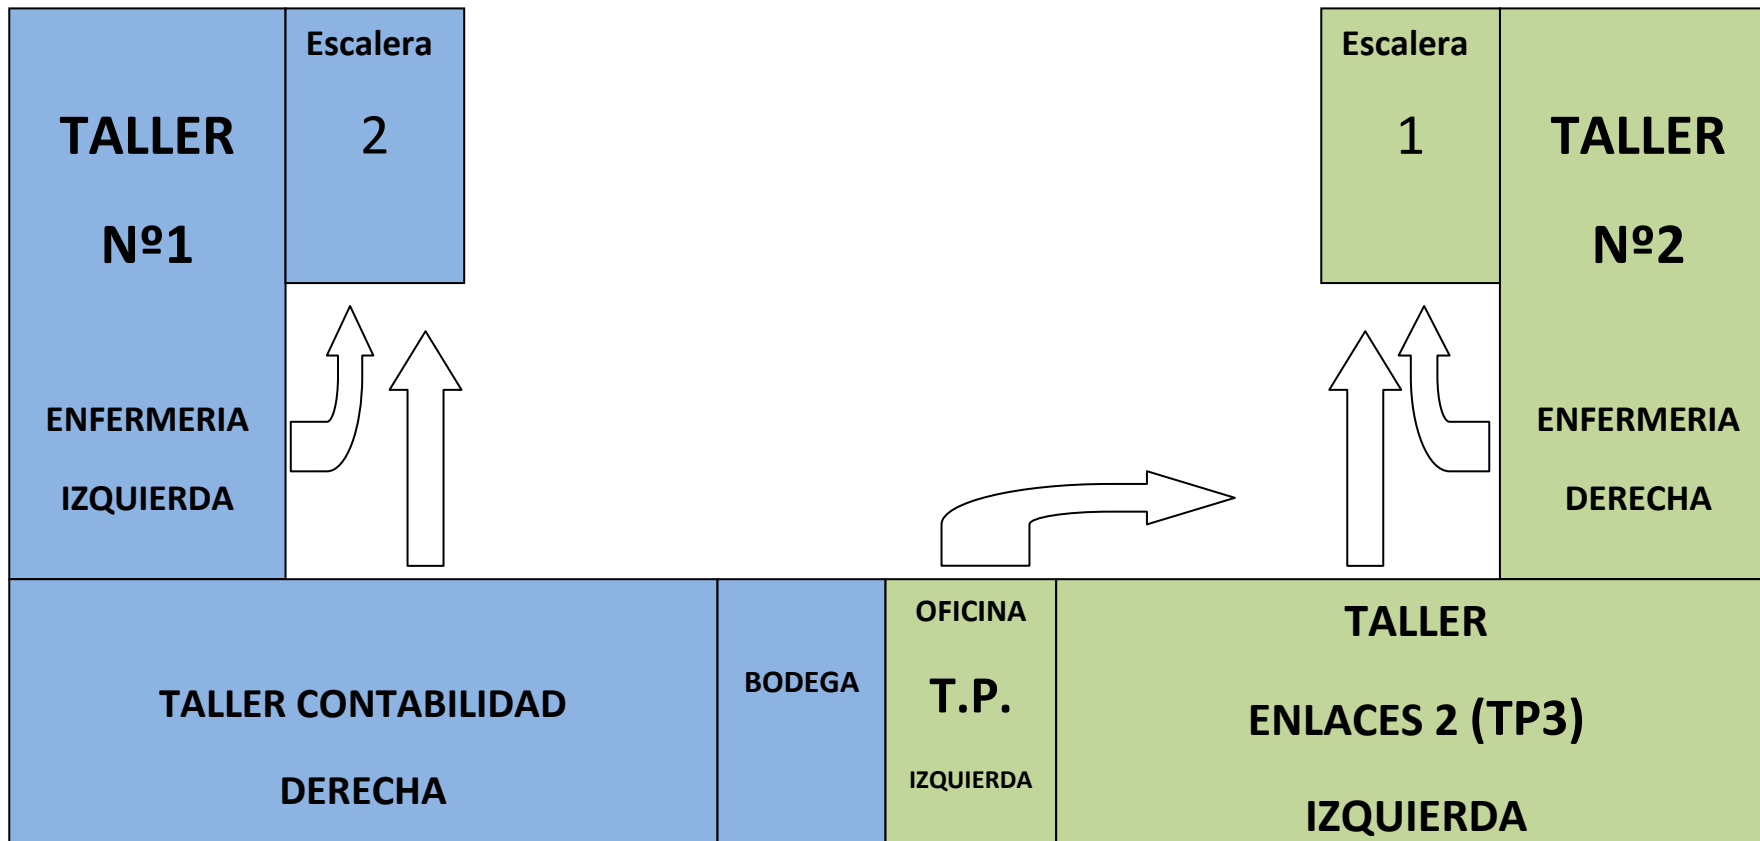 TALLER
Nº1
ENFERMERIA
IZQUIERDA
Escalera
2
Escalera
1
TALLER
Nº2
ENFERMERIA
DERECHA
TALLER CONTABILIDAD
DERECHA
BODEGA
OFICINA
T.P.
IZQUIERDA
TALLER
ENLACES 2 (TP3)
IZQUIERDA